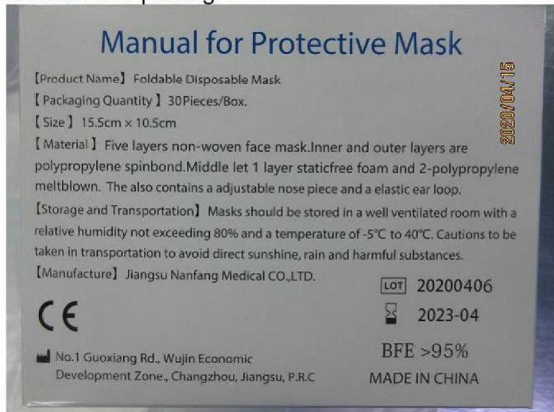 Manual for Protective Mask
【Product Name】 Foldable Disposable Mask
【 Packaging Quantity 】 30Pieces/Box.
【 Size 】 15.5cm × 10.5cm
【 Material 】 Five layers non-woven face mask.Inner and outer layers are
polypropylene spinbond.Middle let 1 layer staticfree foam and 2-polypropylene
meltblown. The also contains a adjustable nose piece and a elastic ear loop.
【Storage and Transportation】 Masks should be stored in a well ventilated room with a
relative humidity not exceeding 80% and a temperature of -5℃ to 40℃. Cautions to be
taken in transportation to avoid direct sunshine, rain and harmful substances.
【Manufacture】 Jiangsu Nanfang Medical CO.,LTD.
LOT 20200406
2023-04
CE
BFE >95%
No.1 Guoxiang Rd., Wujin Economic
Development Zone., Changzhou, Jiangsu, P.R.C
MADE IN CHINA
2020/04/15